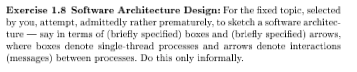 Exercise 1.8 Software Architecture Design: For the fixed topic, selected
by you, attempt, admittedly rather prematurely, to sketch a software architec-
ture — say in terms of (briefly specified) boxes and (briefly specified) arrows,
where boxes denote single-thread processes and arrows denote interactions
(messages) between processes. Do this only informally.